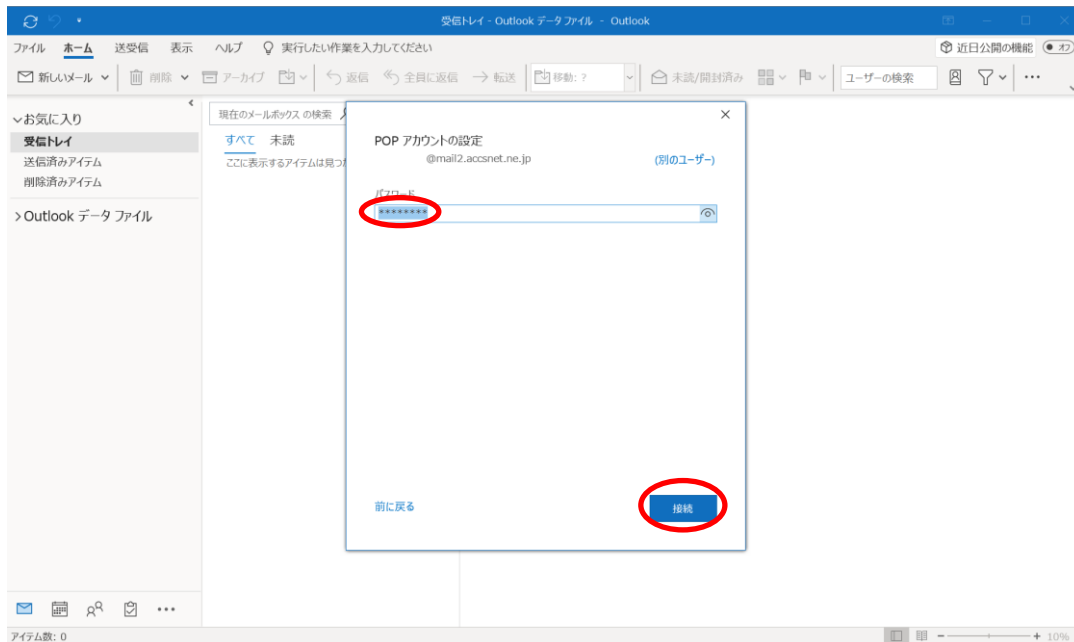 受信トレイ - Outlook データ ファイル - Outlook
ファイル ホーム 送受信 表示 ヘルプ 実行したい作業を入力してください 近日公開の機能 オフ
新しいメール 削除 アーカイブ 返信 全員に返信 転送 移動: ? 未読/開封済み ユーザーの検索 …
お気に入り
受信トレイ
送信済みアイテム
削除済みアイテム
Outlook データ ファイル
現在のメールボックス の検索
すべて 未読
ここに表示するアイテムは見つ
POP アカウントの設定
@mail2.accsnet.ne.jp (別のユーザー)
パスワード
********
前に戻る 接続
アイテム数: 0 10%